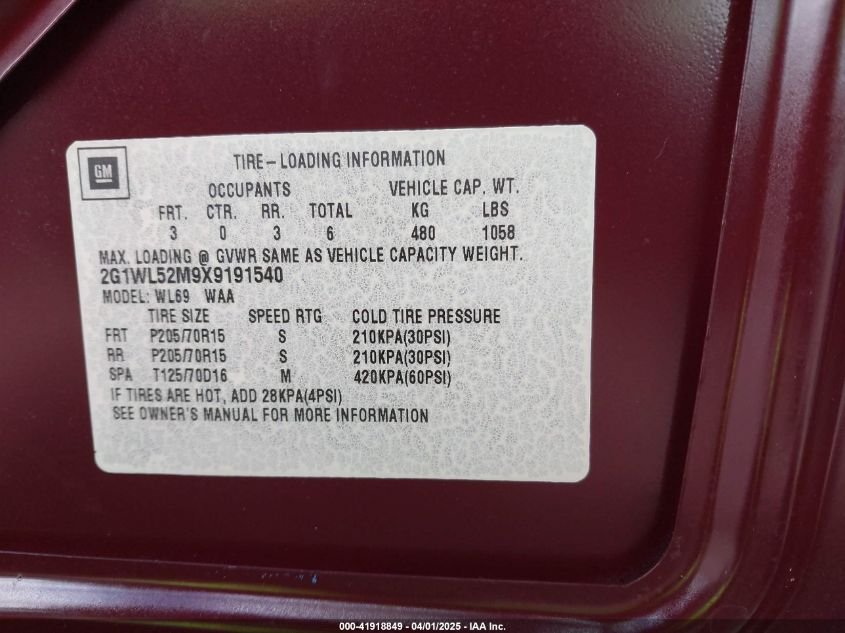 GM
TIRE-LOADING INFORMATION
OCCUPANTS VEHICLE CAP. WT.
FRT. CTR. RR. TOTAL KG LBS
3 0 3 6 480 1058
MAX. LOADING @ GVWR SAME AS VEHICLE CAPACITY WEIGHT.
2G1WL52M9X9191540
MODEL: WL69 WAA
TIRE SIZE SPEED RTG COLD TIRE PRESSURE
FRT P205/70R15 S 210KPA(30PSI)
RR P205/70R15 S 210KPA(30PSI)
SPA T125/70D16 M 420KPA(60PSI)
IF TIRES ARE HOT, ADD 28KPA(4PSI)
SEE OWNER'S MANUAL FOR MORE INFORMATION
000-41918849 - 04/01/2025 - IAA Inc.